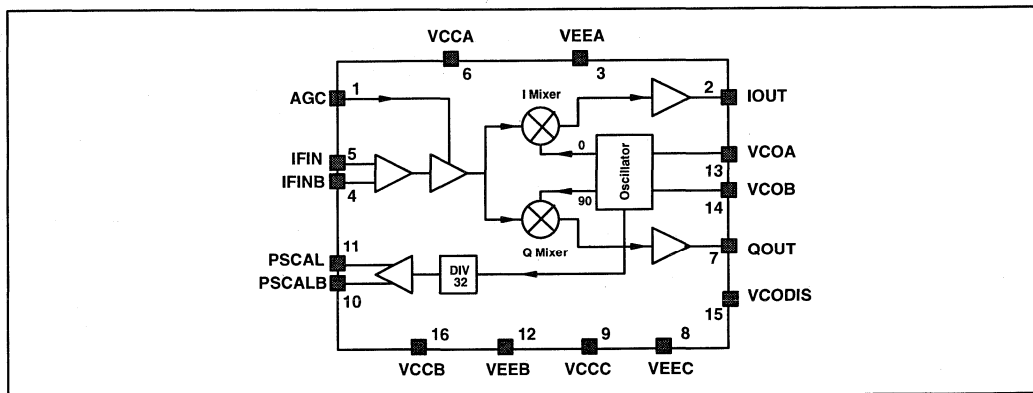 VCCA
VEEA
6
3
1
AGC
I Mixer
2
IOUT
5
IFIN
IFINB
4
0
Oscillator
VCOA
13
90
VCOB
14
Q Mixer
QOUT
7
11
PSCAL
PSCALB
10
DIV
32
VCODIS
15
16
12
9
8
VCCB
VEEB
VCCC
VEEC